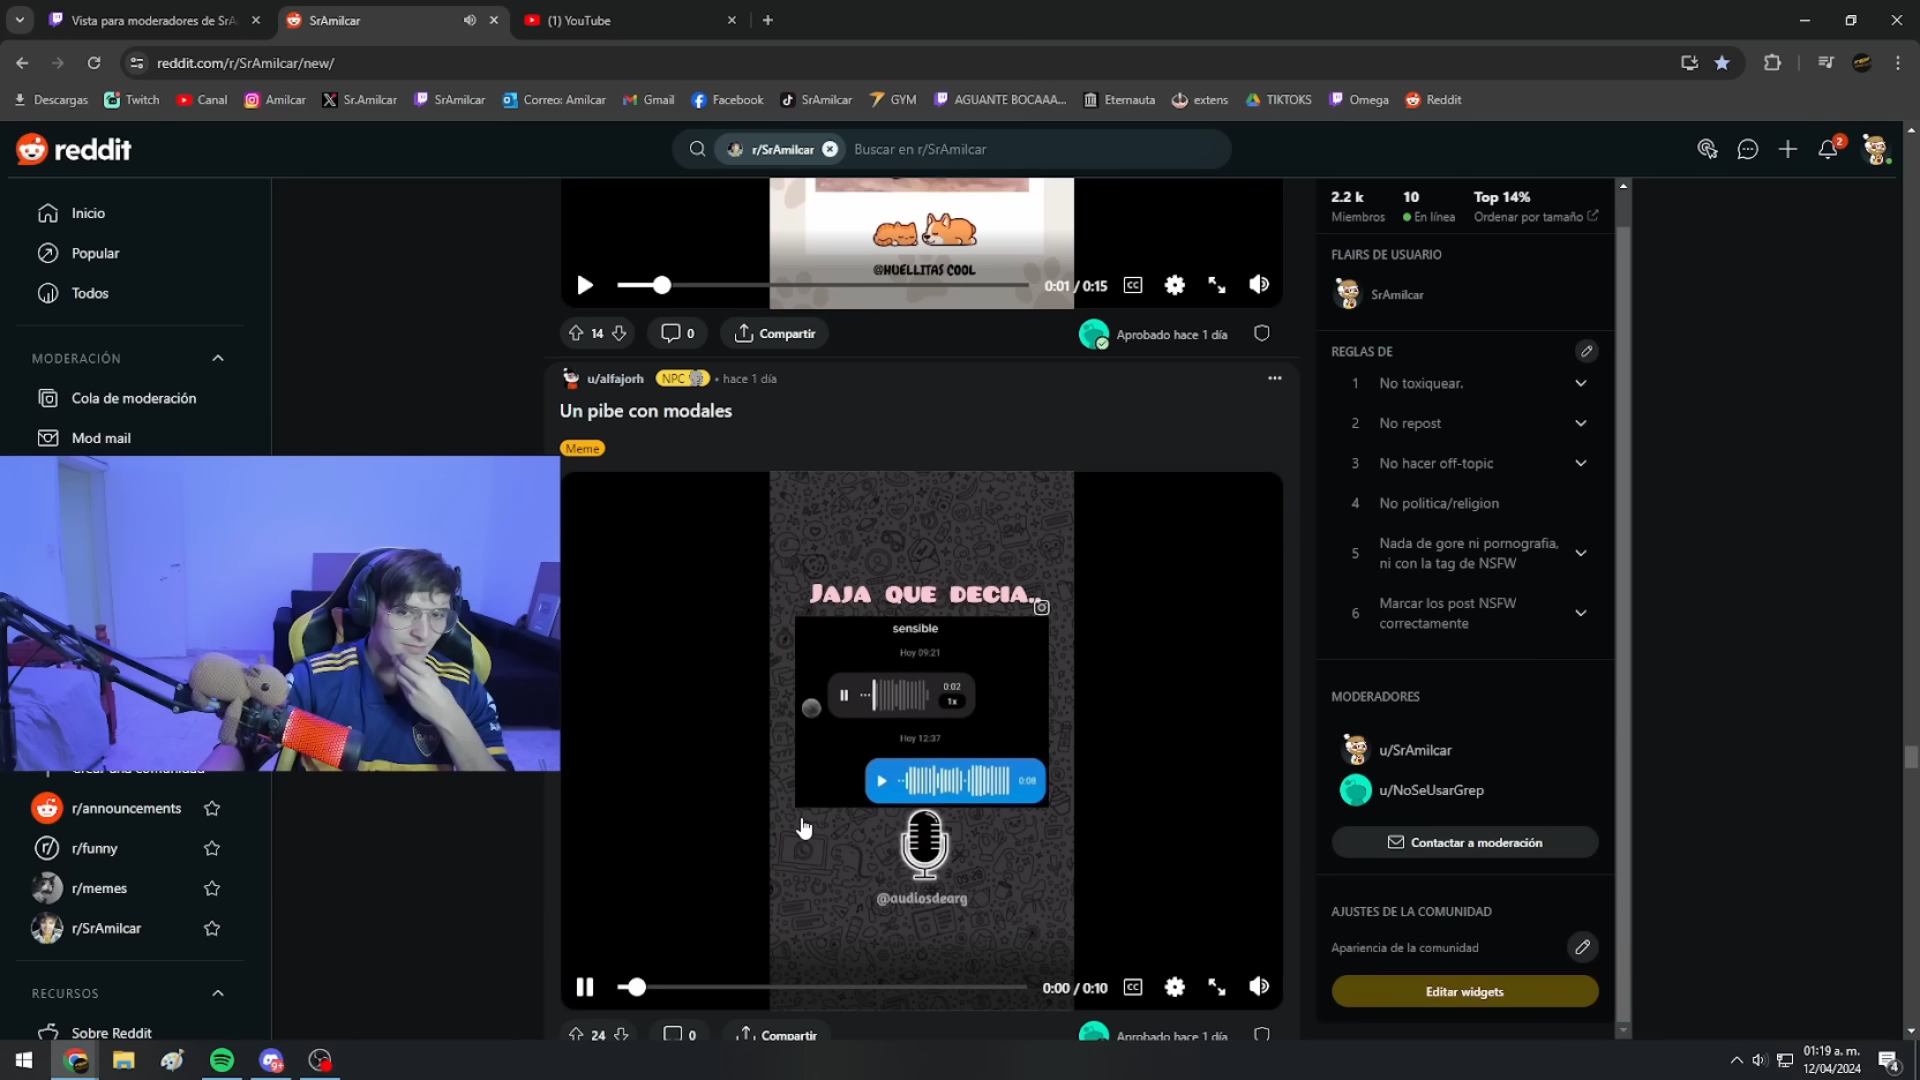 Vista para moderadores de SrA
SrAmilcar
(1) YouTube
reddit.com/r/SrAmilcar/new/
Descargas
Twitch
Canal
Amilcar
Sr.Amilcar
SrAmilcar
Correo: Amilcar
Gmail
Facebook
SrAmilcar
GYM
AGUANTE BOCAAA...
Eternauta
extens
TIKTOKS
Omega
Reddit
reddit
r/SrAmilcar
Buscar en r/SrAmilcar
2
Inicio
Popular
Todos
MODERACIÓN
Cola de moderación
Mod mail
r/announcements
r/funny
r/memes
r/SrAmilcar
RECURSOS
Sobre Reddit
@HUELLITAS COOL
0:01 / 0:15
CC
14
0
Compartir
Aprobado hace 1 día
u/alfajorh
NPC
• hace 1 día
Un pibe con modales
Meme
JAJA QUE DECIA..
sensible
Hoy 09:21
0:02
1x
Hoy 12:37
0:08
@audiosdearg
0:00 / 0:10
CC
24
0
Compartir
Aprobado hace 1 día
2.2 k
Miembros
10
En línea
Top 14%
Ordenar por tamaño
FLAIRS DE USUARIO
SrAmilcar
REGLAS DE
1 No toxiquear.
2 No repost
3 No hacer off-topic
4 No politica/religion
5 Nada de gore ni pornografia,
ni con la tag de NSFW
6 Marcar los post NSFW
correctamente
MODERADORES
u/SrAmilcar
u/NoSeUsarGrep
Contactar a moderación
AJUSTES DE LA COMUNIDAD
Apariencia de la comunidad
Editar widgets
9+
01:19 a. m.
12/04/2024
4